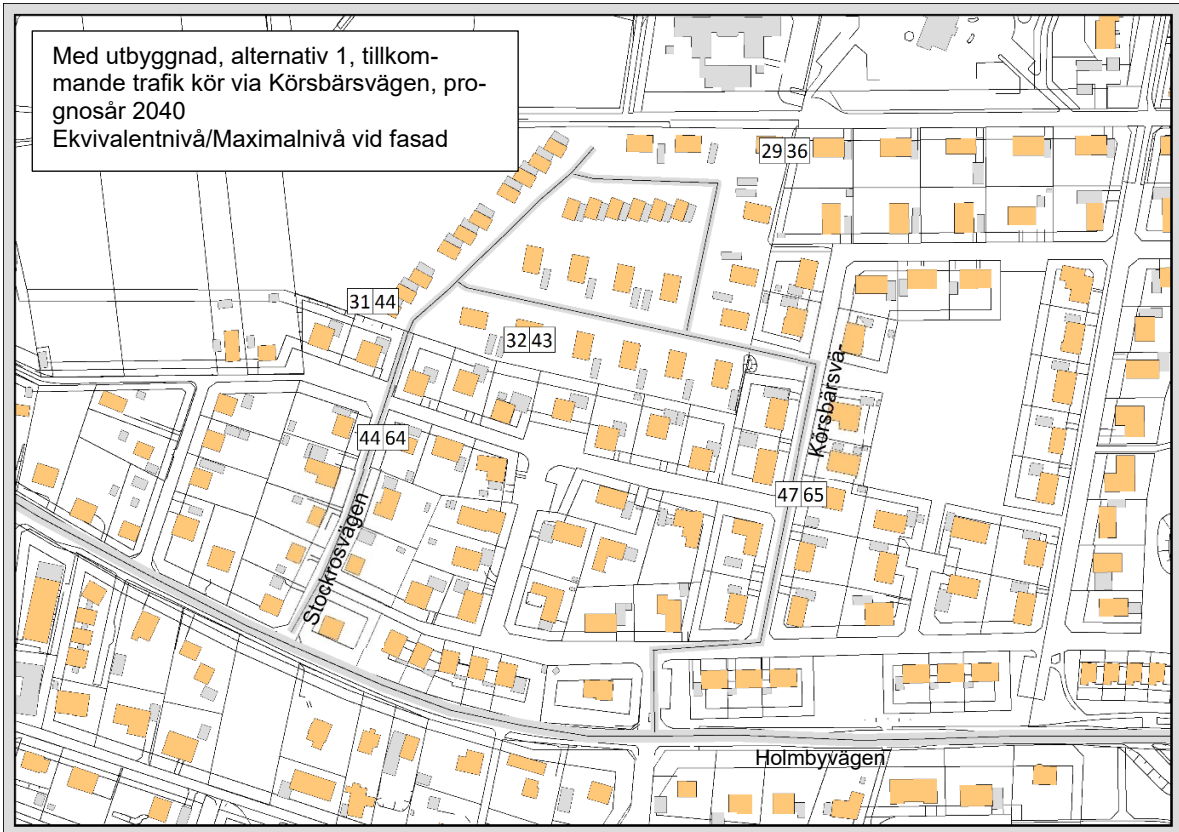 Med utbyggnad, alternativ 1, tillkom-
mande trafik kör via Körsbärsvägen, pro-
gnosår 2040
Ekvivalentnivå/Maximalnivå vid fasad
29 36
31 44
32 43
Körsbärsvä-
44 64
47 65
Stockrosvägen
Holmbyvägen